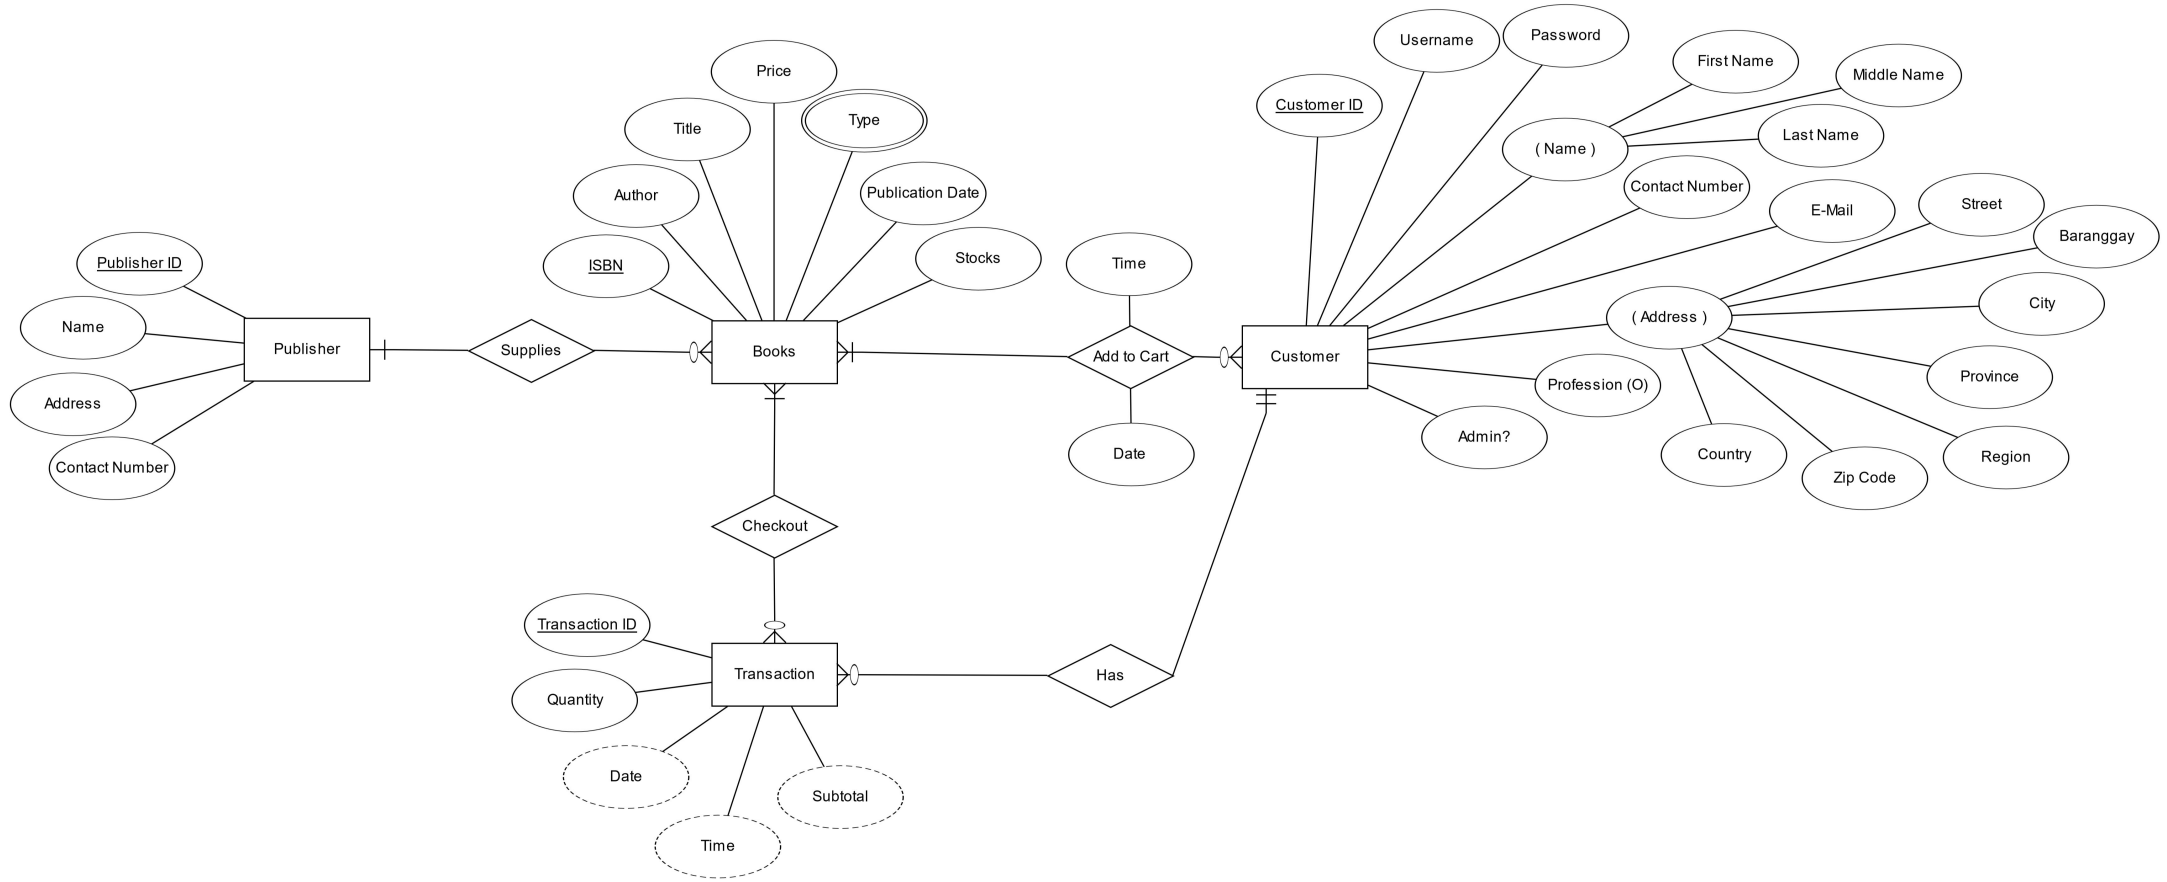 Username
Password
First Name
Middle Name
Price
Customer ID
Type
Title
( Name )
Last Name
Author
Publication Date
Contact Number
E-Mail
Street
Baranggay
Publisher ID
ISBN
Stocks
Time
City
( Address )
Name
Publisher
Supplies
Books
Add to Cart
Customer
Province
Profession (O)
Address
Admin?
Date
Country
Region
Contact Number
Zip Code
Checkout
Transaction ID
Transaction
Has
Quantity
Date
Subtotal
Time